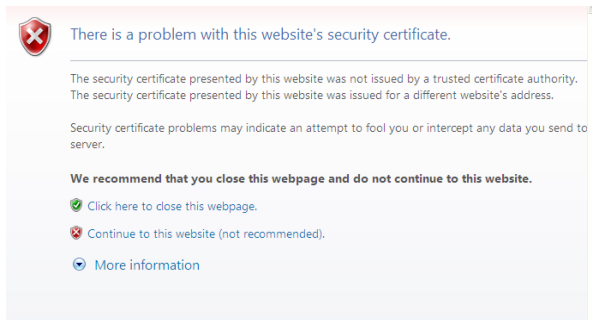 There is a problem with this website's security certificate.
The security certificate presented by this website was not issued by a trusted certificate authority.
The security certificate presented by this website was issued for a different website's address.
Security certificate problems may indicate an attempt to fool you or intercept any data you send to
server.
We recommend that you close this webpage and do not continue to this website.
Click here to close this webpage.
Continue to this website (not recommended).
More information